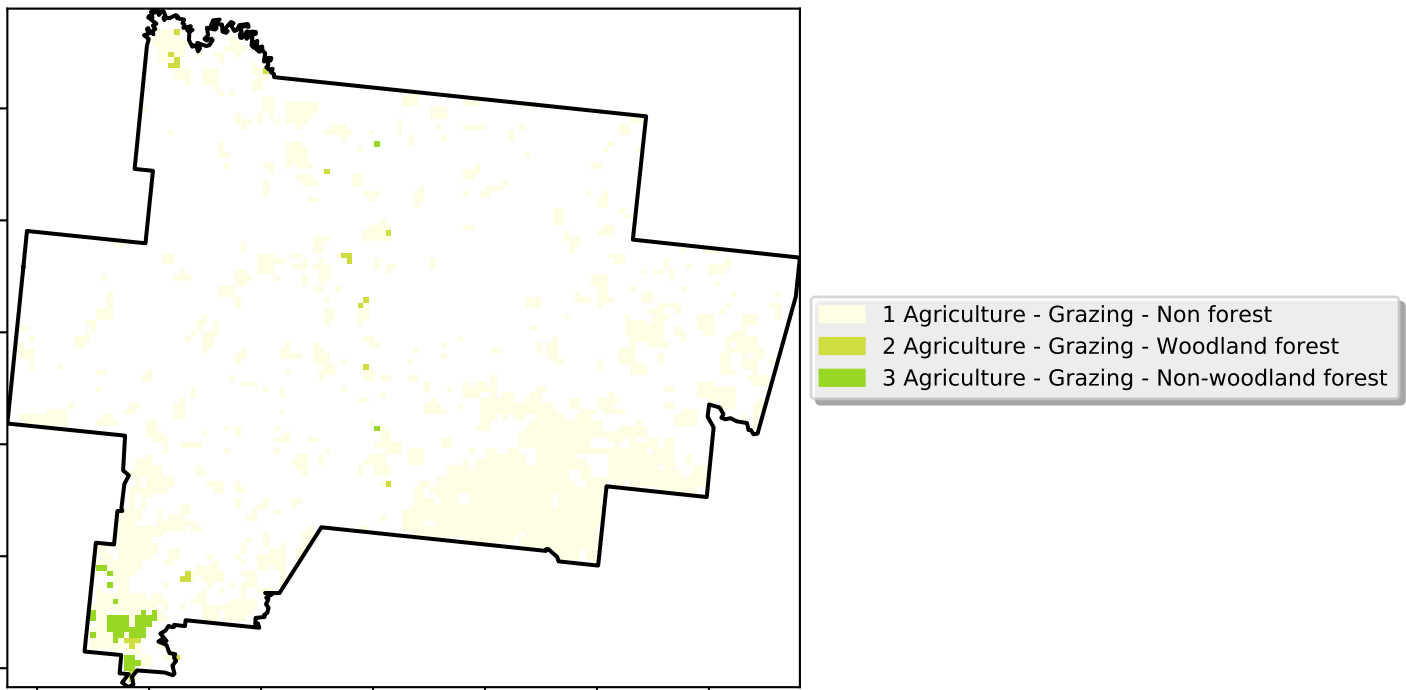 1 Agriculture - Grazing - Non forest
2 Agriculture - Grazing - Woodland forest
3 Agriculture - Grazing - Non-woodland forest